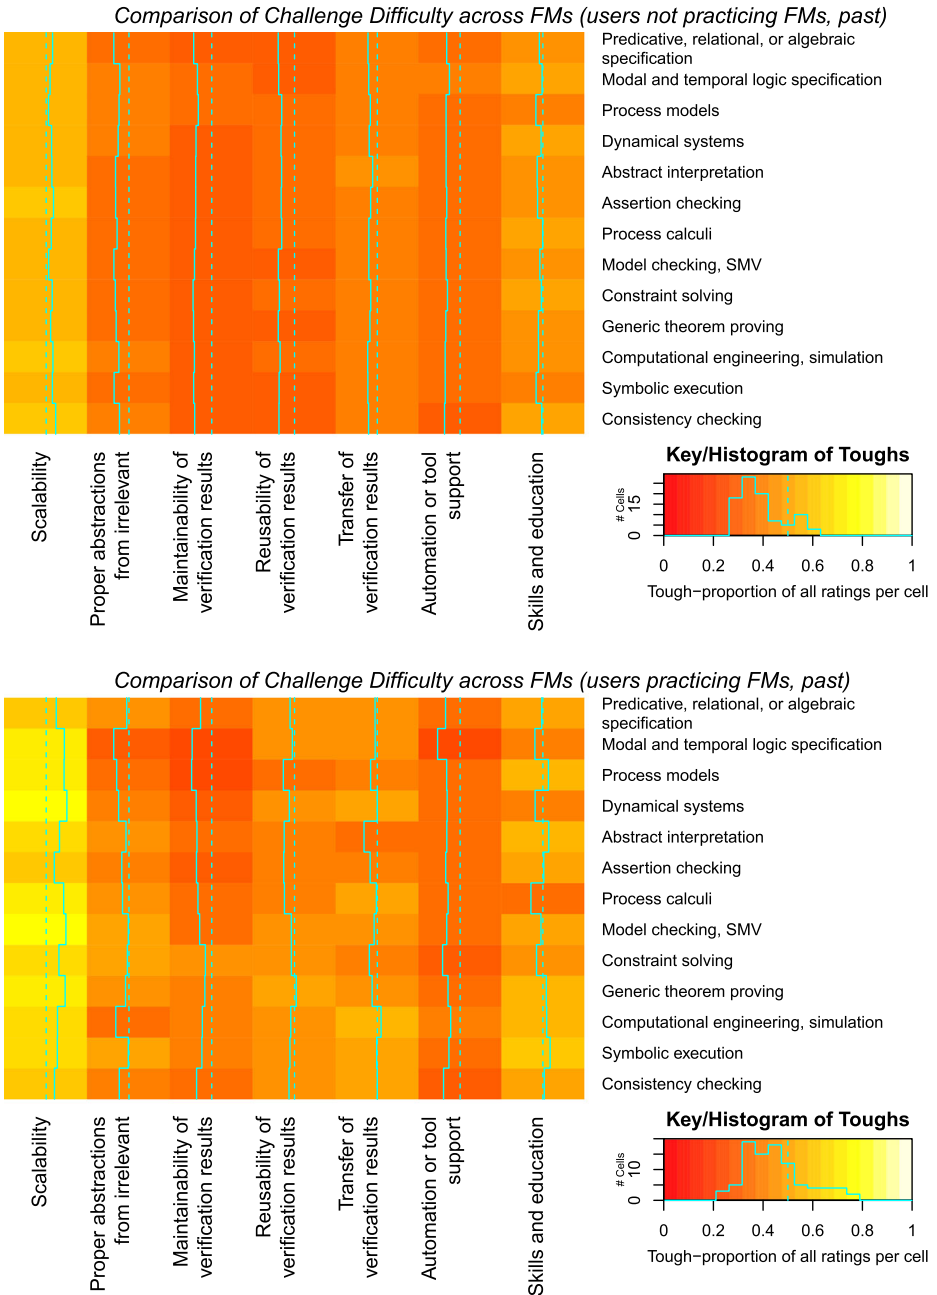 Comparison of Challenge Difficulty across FMs (users not practicing FMs, past)
Predicative, relational, or algebraic
specification
Modal and temporal logic specification
Process models
Dynamical systems
Abstract interpretation
Assertion checking
Process calculi
Model checking, SMV
Constraint solving
Generic theorem proving
Computational engineering, simulation
Symbolic execution
Consistency checking
Scalability
Proper abstractions
from irrelevant
Maintainability of
verification results
Reusability of
verification results
Transfer of
verification results
Automation or tool
support
Skills and education
Key/Histogram of Toughs
# Cells
0 15
0 0.2 0.4 0.6 0.8 1
Tough−proportion of all ratings per cell
Comparison of Challenge Difficulty across FMs (users practicing FMs, past)
Predicative, relational, or algebraic
specification
Modal and temporal logic specification
Process models
Dynamical systems
Abstract interpretation
Assertion checking
Process calculi
Model checking, SMV
Constraint solving
Generic theorem proving
Computational engineering, simulation
Symbolic execution
Consistency checking
Scalability
Proper abstractions
from irrelevant
Maintainability of
verification results
Reusability of
verification results
Transfer of
verification results
Automation or tool
support
Skills and education
Key/Histogram of Toughs
# Cells
0 10
0 0.2 0.4 0.6 0.8 1
Tough−proportion of all ratings per cell